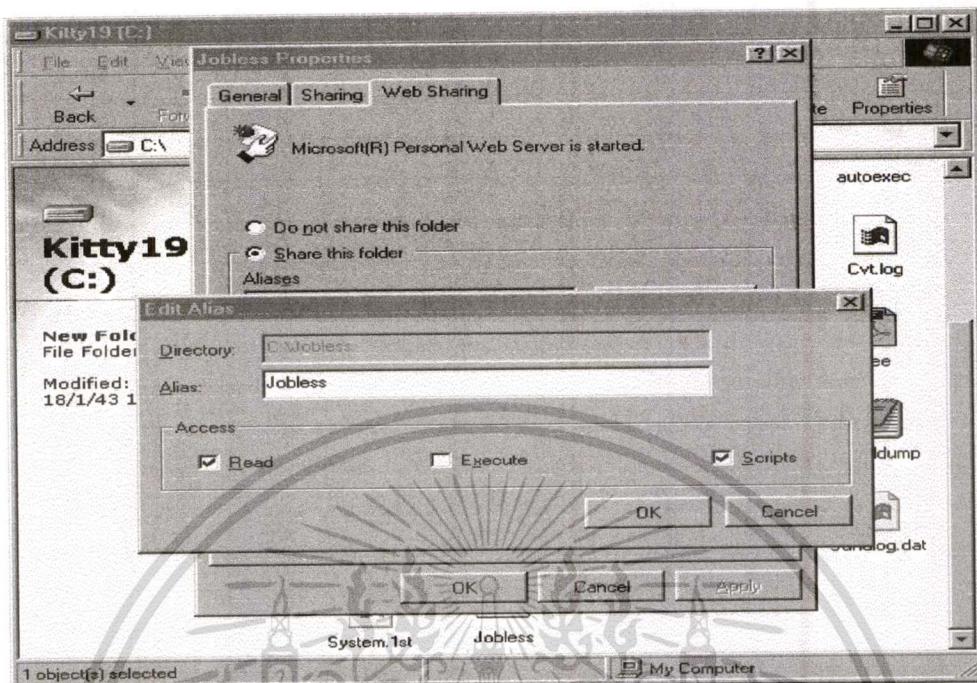 Kitty19 (C:)
File Edit
Jobless Properties
Back
Properties
General Sharing Web Sharing
Address C:\
Microsoft(R) Personal Web Server is started.
autoexec
Kitty19
(C:)
Do not share this folder
Share this folder
Cvt.log
Aliases
Edit Alias
File Folder
Directory: C:\Jobless
Modified:
18/1/43 1
Alias: Jobless
Access
Read Execute Scripts
OK Cancel
OK Cancel Apply
System.1st Jobless
1 object(s) selected My Computer